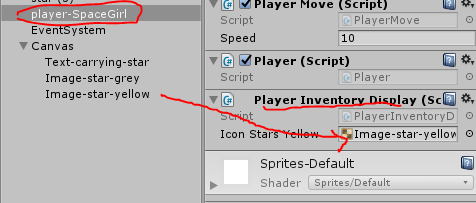 star (5)
player-SpaceGirl
EventSystem
Canvas
Text-carrying-star
Image-star-grey
Image-star-yellow
Player Move (Script)
Script PlayerMove
Speed 10
Player (Script)
Script Player
Player Inventory Display (Sc
Script PlayerInventoryD
Icon Stars Yellow Image-star-yellow
Sprites-Default
Shader Sprites/Default